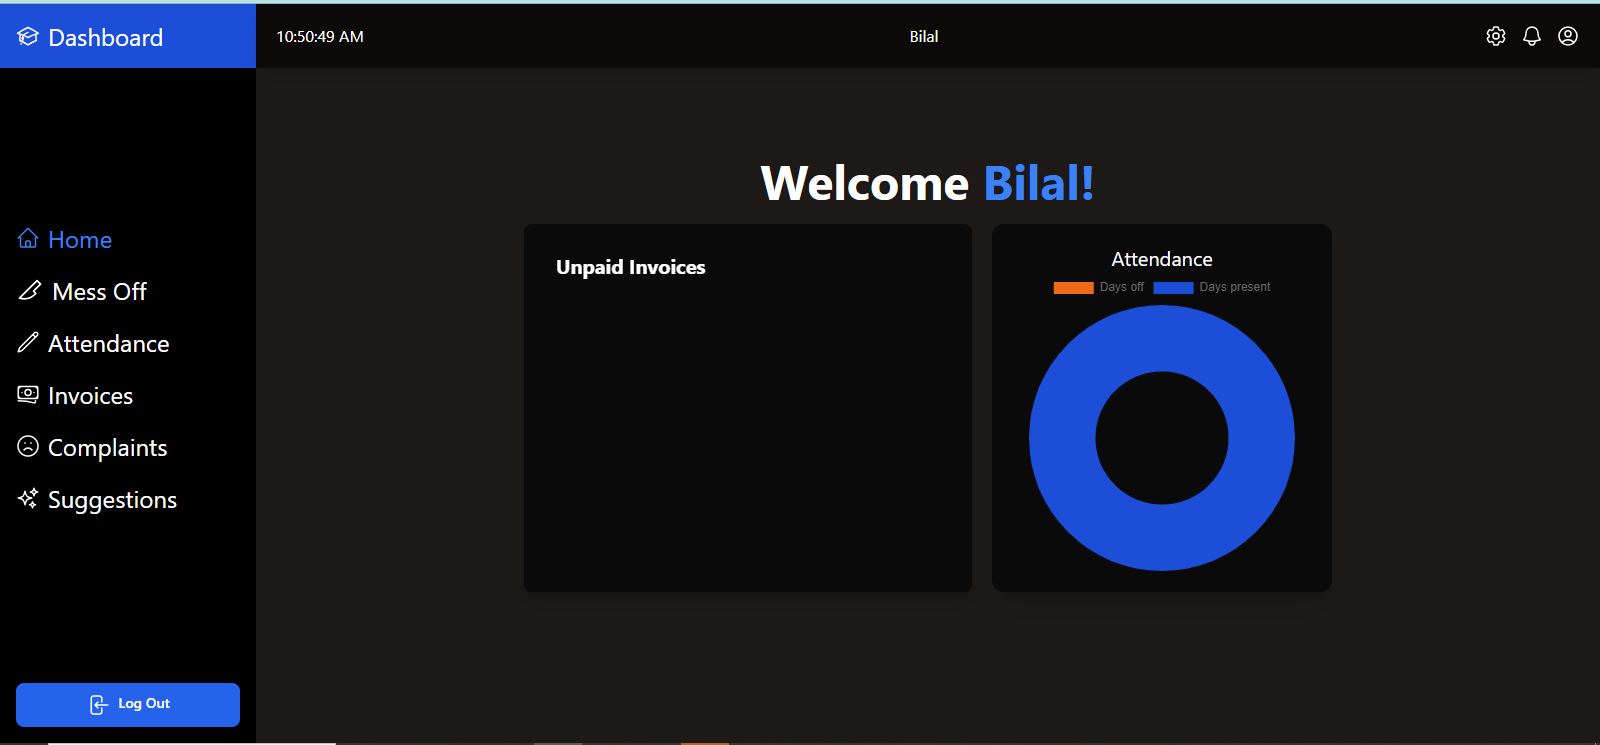 Dashboard
10:50:49 AM
Bilal
Welcome Bilal!
Home
Mess Off
Attendance
Invoices
Complaints
Suggestions
Unpaid Invoices
Attendance
Days off Days present
Log Out